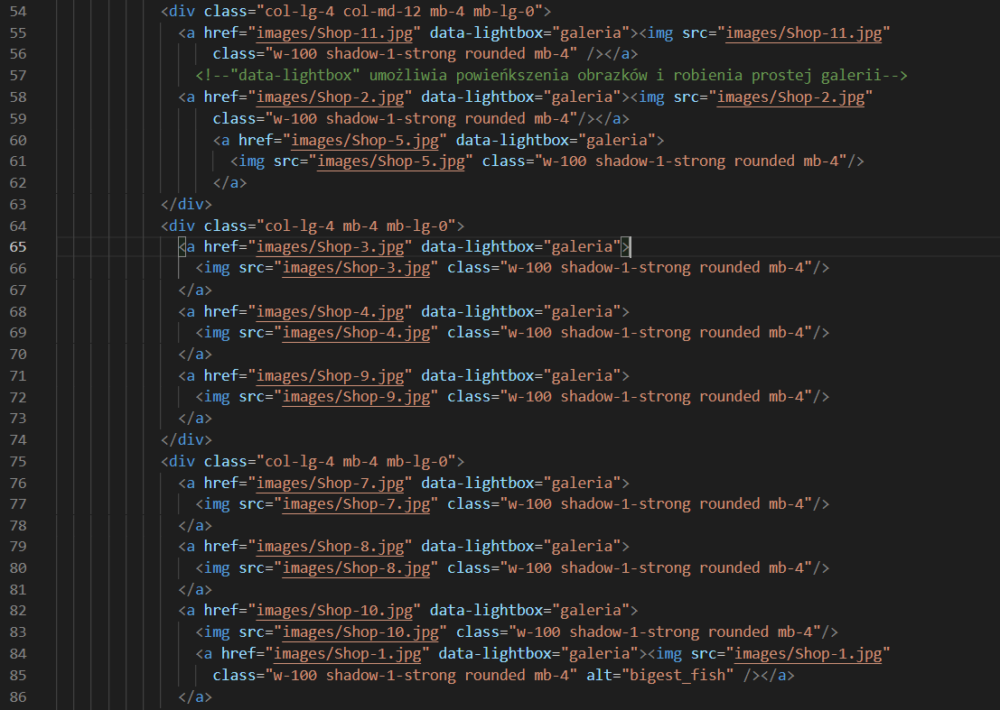 54 <div class="col-lg-4 col-md-12 mb-4 mb-lg-0">
55 <a href="images/Shop-11.jpg" data-lightbox="galeria"><img src="images/Shop-11.jpg"
56 class="w-100 shadow-1-strong rounded mb-4" /></a>
57 <!--"data-lightbox" umożliwia powieńkszenia obrazków i robienia prostej galerii-->
58 <a href="images/Shop-2.jpg" data-lightbox="galeria"><img src="images/Shop-2.jpg"
59 class="w-100 shadow-1-strong rounded mb-4"/></a>
60 <a href="images/Shop-5.jpg" data-lightbox="galeria">
61 <img src="images/Shop-5.jpg" class="w-100 shadow-1-strong rounded mb-4"/>
62 </a>
63 </div>
64 <div class="col-lg-4 mb-4 mb-lg-0">
65 <a href="images/Shop-3.jpg" data-lightbox="galeria">
66 <img src="images/Shop-3.jpg" class="w-100 shadow-1-strong rounded mb-4"/>
67 </a>
68 <a href="images/Shop-4.jpg" data-lightbox="galeria">
69 <img src="images/Shop-4.jpg" class="w-100 shadow-1-strong rounded mb-4"/>
70 </a>
71 <a href="images/Shop-9.jpg" data-lightbox="galeria">
72 <img src="images/Shop-9.jpg" class="w-100 shadow-1-strong rounded mb-4"/>
73 </a>
74 </div>
75 <div class="col-lg-4 mb-4 mb-lg-0">
76 <a href="images/Shop-7.jpg" data-lightbox="galeria">
77 <img src="images/Shop-7.jpg" class="w-100 shadow-1-strong rounded mb-4"/>
78 </a>
79 <a href="images/Shop-8.jpg" data-lightbox="galeria">
80 <img src="images/Shop-8.jpg" class="w-100 shadow-1-strong rounded mb-4"/>
81 </a>
82 <a href="images/Shop-10.jpg" data-lightbox="galeria">
83 <img src="images/Shop-10.jpg" class="w-100 shadow-1-strong rounded mb-4"/>
84 <a href="images/Shop-1.jpg" data-lightbox="galeria"><img src="images/Shop-1.jpg"
85 class="w-100 shadow-1-strong rounded mb-4" alt="bigest_fish" /></a>
86 </a>